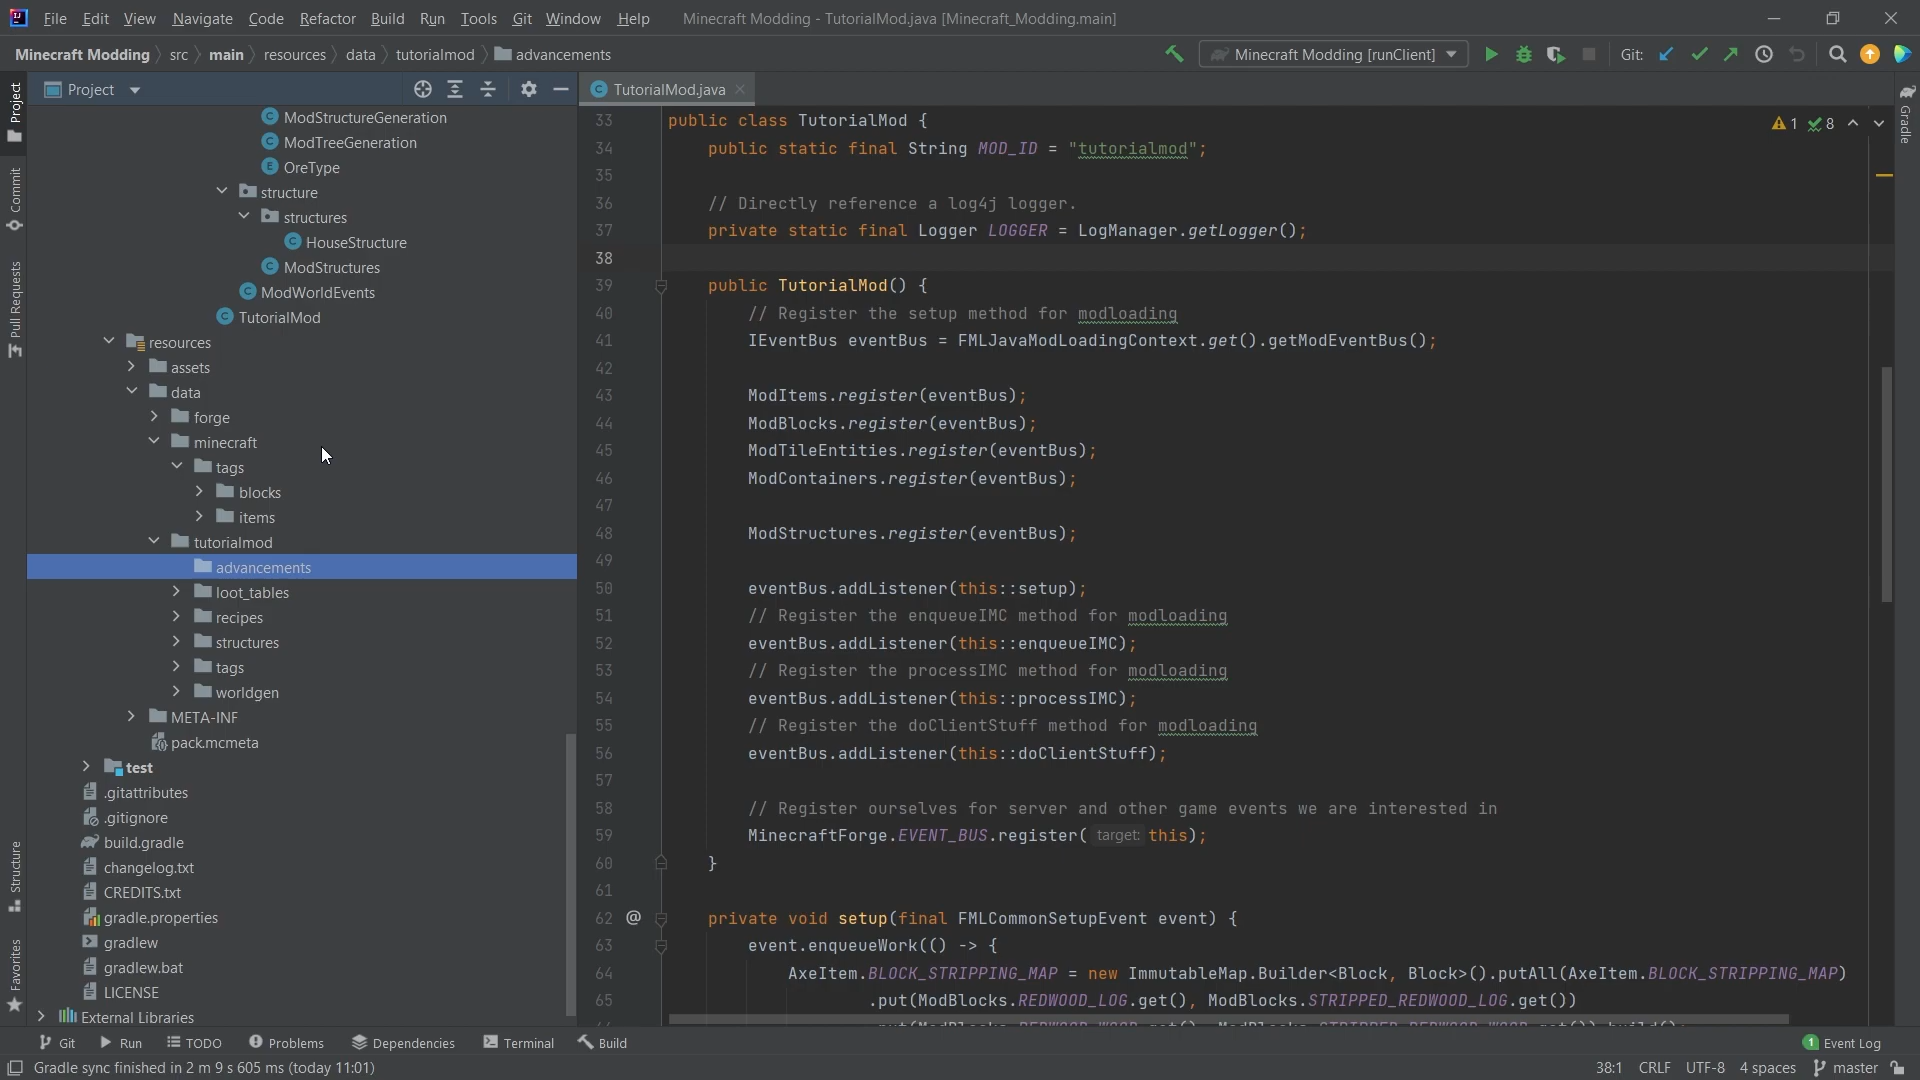 File Edit View Navigate Code Refactor Build Run Tools Git Window Help Minecraft Modding - TutorialMod.java [Minecraft_Modding.main]
Minecraft Modding src main resources data tutorialmod advancements Minecraft Modding [runClient] Git:
Project
TutorialMod.java
Project
Commit
Pull Requests
Structure
Favorites
Gradle
ModStructureGeneration
ModTreeGeneration
OreType
structure
structures
HouseStructure
ModStructures
ModWorldEvents
TutorialMod
resources
assets
data
forge
minecraft
tags
blocks
items
tutorialmod
advancements
loot_tables
recipes
structures
tags
worldgen
META-INF
pack.mcmeta
test
.gitattributes
.gitignore
build.gradle
changelog.txt
CREDITS.txt
gradle.properties
gradlew
gradlew.bat
LICENSE
External Libraries
1 8
33 public class TutorialMod {
34 public static final String MOD_ID = "tutorialmod";
35
36 // Directly reference a log4j logger.
37 private static final Logger LOGGER = LogManager.getLogger();
38
39 public TutorialMod() {
40 // Register the setup method for modloading
41 IEventBus eventBus = FMLJavaModLoadingContext.get().getModEventBus();
42
43 ModItems.register(eventBus);
44 ModBlocks.register(eventBus);
45 ModTileEntities.register(eventBus);
46 ModContainers.register(eventBus);
47
48 ModStructures.register(eventBus);
49
50 eventBus.addListener(this::setup);
51 // Register the enqueueIMC method for modloading
52 eventBus.addListener(this::enqueueIMC);
53 // Register the processIMC method for modloading
54 eventBus.addListener(this::processIMC);
55 // Register the doClientStuff method for modloading
56 eventBus.addListener(this::doClientStuff);
57
58 // Register ourselves for server and other game events we are interested in
59 MinecraftForge.EVENT_BUS.register( target: this);
60 }
61
62 @ private void setup(final FMLCommonSetupEvent event) {
63 event.enqueueWork(() -> {
64 AxeItem.BLOCK_STRIPPING_MAP = new ImmutableMap.Builder<Block, Block>().putAll(AxeItem.BLOCK_STRIPPING_MAP)
65 .put(ModBlocks.REDWOOD_LOG.get(), ModBlocks.STRIPPED_REDWOOD_LOG.get())
Git Run TODO Problems Dependencies Terminal Build 1 Event Log
Gradle sync finished in 2 m 9 s 605 ms (today 11:01) 38:1 CRLF UTF-8 4 spaces master